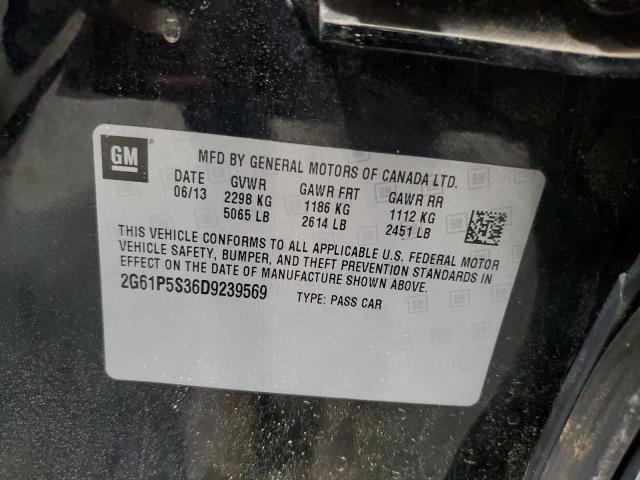 GM
MFD BY GENERAL MOTORS OF CANADA LTD.
DATE GVWR GAWR FRT GAWR RR
06/13 2298 KG 1186 KG 1112 KG
5065 LB 2614 LB 2451 LB
THIS VEHICLE CONFORMS TO ALL APPLICABLE U.S. FEDERAL MOTOR
VEHICLE SAFETY, BUMPER, AND THEFT PREVENTION STANDARDS IN
EFFECT ON THE DATE OF MANUFACTURE SHOWN ABOVE.
2G61P5S36D9239569 TYPE: PASS CAR